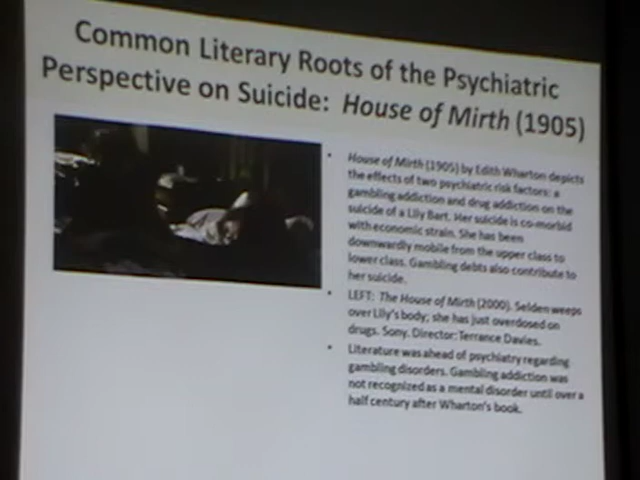 Common Literary Roots of the Psychiatric
Perspective on Suicide: House of Mirth (1905)
• House of Mirth (1905) by Edith Wharton depicts
the effects of two psychiatric risk factors: a
gambling addiction and drug addiction on the
suicide of a Lily Bart. Her suicide is co-morbid
with economic strain. She has been
downwardly mobile from the upper class to
lower class. Gambling debts also contribute to
her suicide.
• LEFT: The House of Mirth (2000). Selden weeps
over Lily's body; she has just overdosed on
drugs. Sony. Director: Terrance Davies.
• Literature was ahead of psychiatry regarding
gambling disorders. Gambling addiction was
not recognized as a mental disorder until over a
half century after Wharton's book.